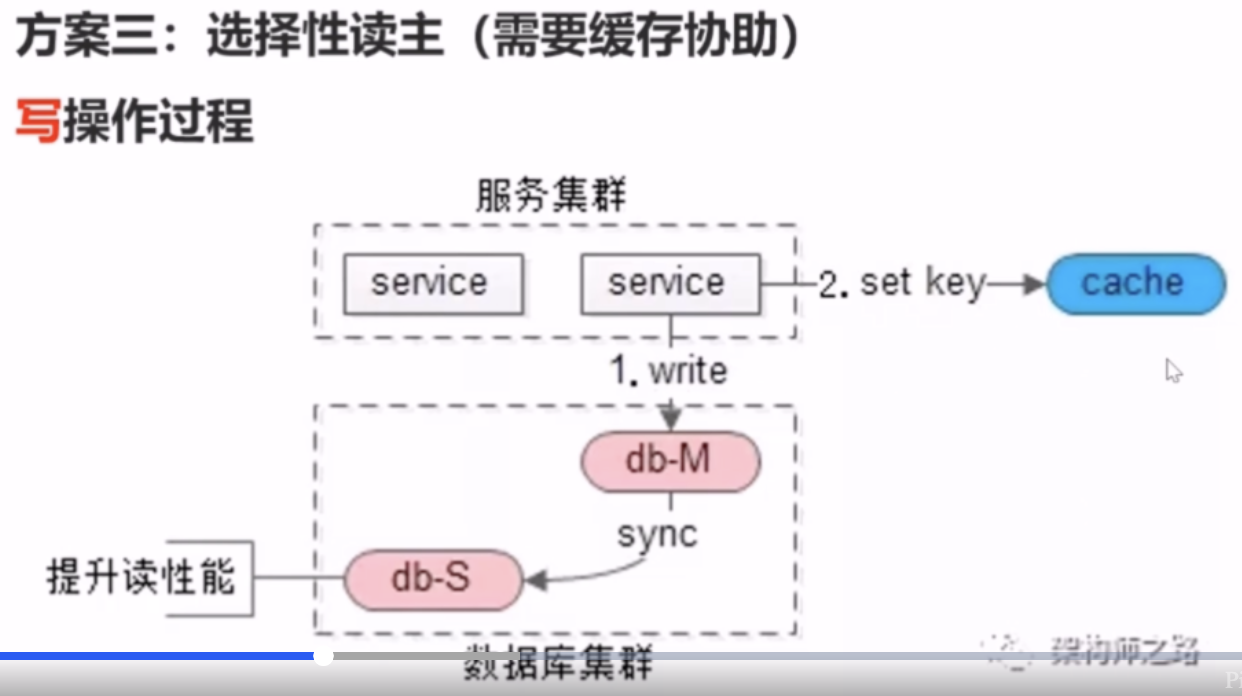 方案三：选择性读主（需要缓存协助）
写操作过程
服务集群
service
service
2. set key
cache
1. write
db-M
sync
提升读性能
db-S
数据库集群
架构师之路